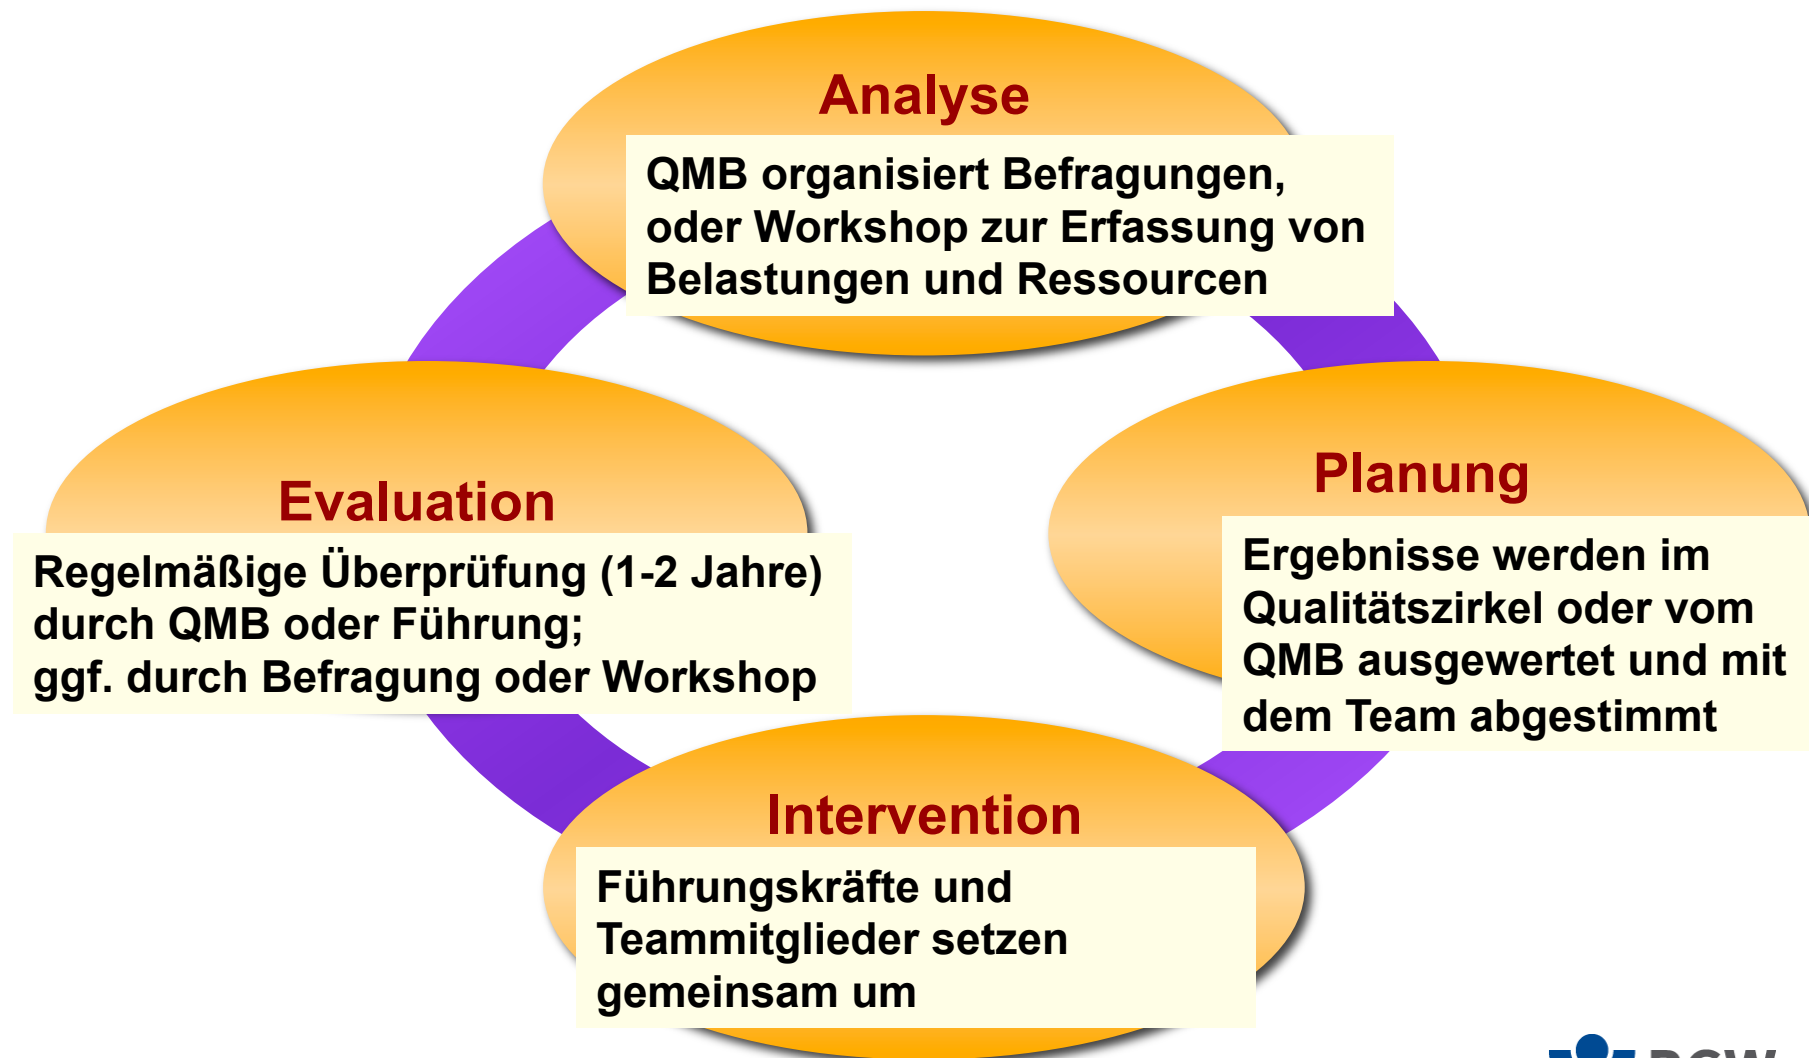 Analyse
QMB organisiert Befragungen,
oder Workshop zur Erfassung von
Belastungen und Ressourcen
Evaluation
Regelmäßige Überprüfung (1-2 Jahre)
durch QMB oder Führung;
ggf. durch Befragung oder Workshop
Planung
Ergebnisse werden im
Qualitätszirkel oder vom
QMB ausgewertet und mit
dem Team abgestimmt
Intervention
Führungskräfte und
Teammitglieder setzen
gemeinsam um